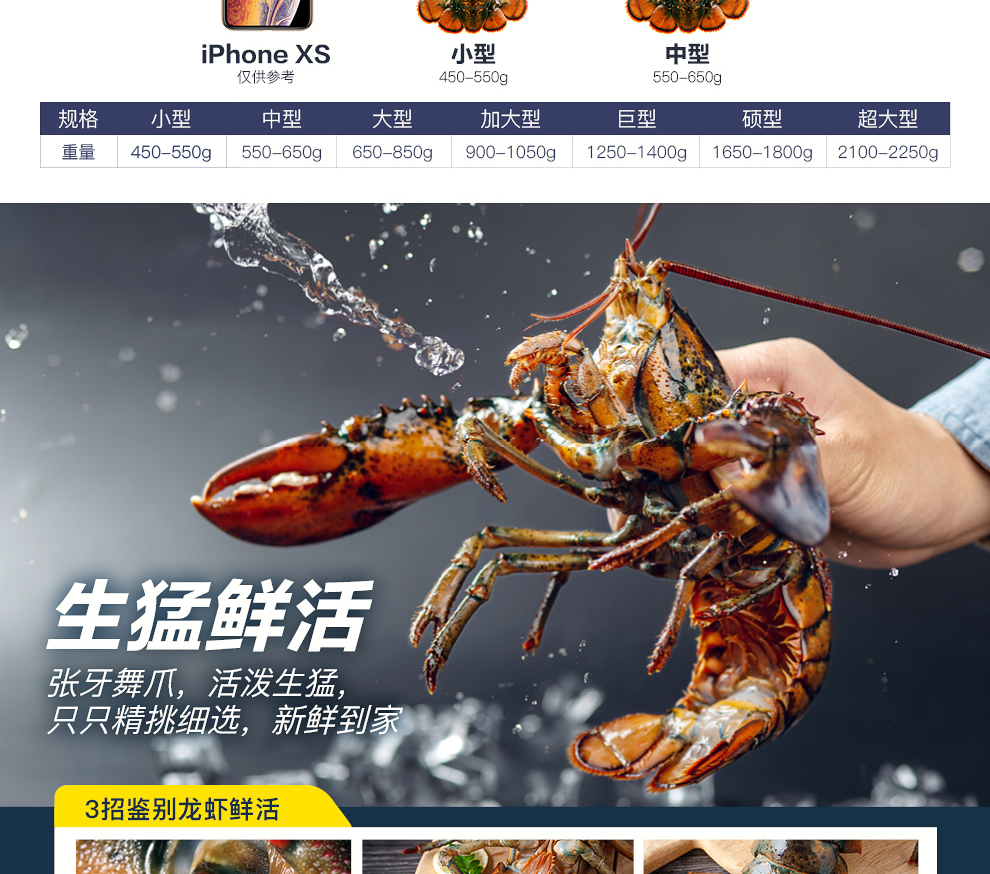 iPhone XS 小型 中型
仅供参考 450–550g 550–650g
规格 小型 中型 大型 加大型 巨型 硕型 超大型
重量 450–550g 550–650g 650–850g 900–1050g 1250–1400g 1650–1800g 2100–2250g
生猛鲜活
张牙舞爪，活泼生猛，
只只精挑细选，新鲜到家
3招鉴别龙虾鲜活